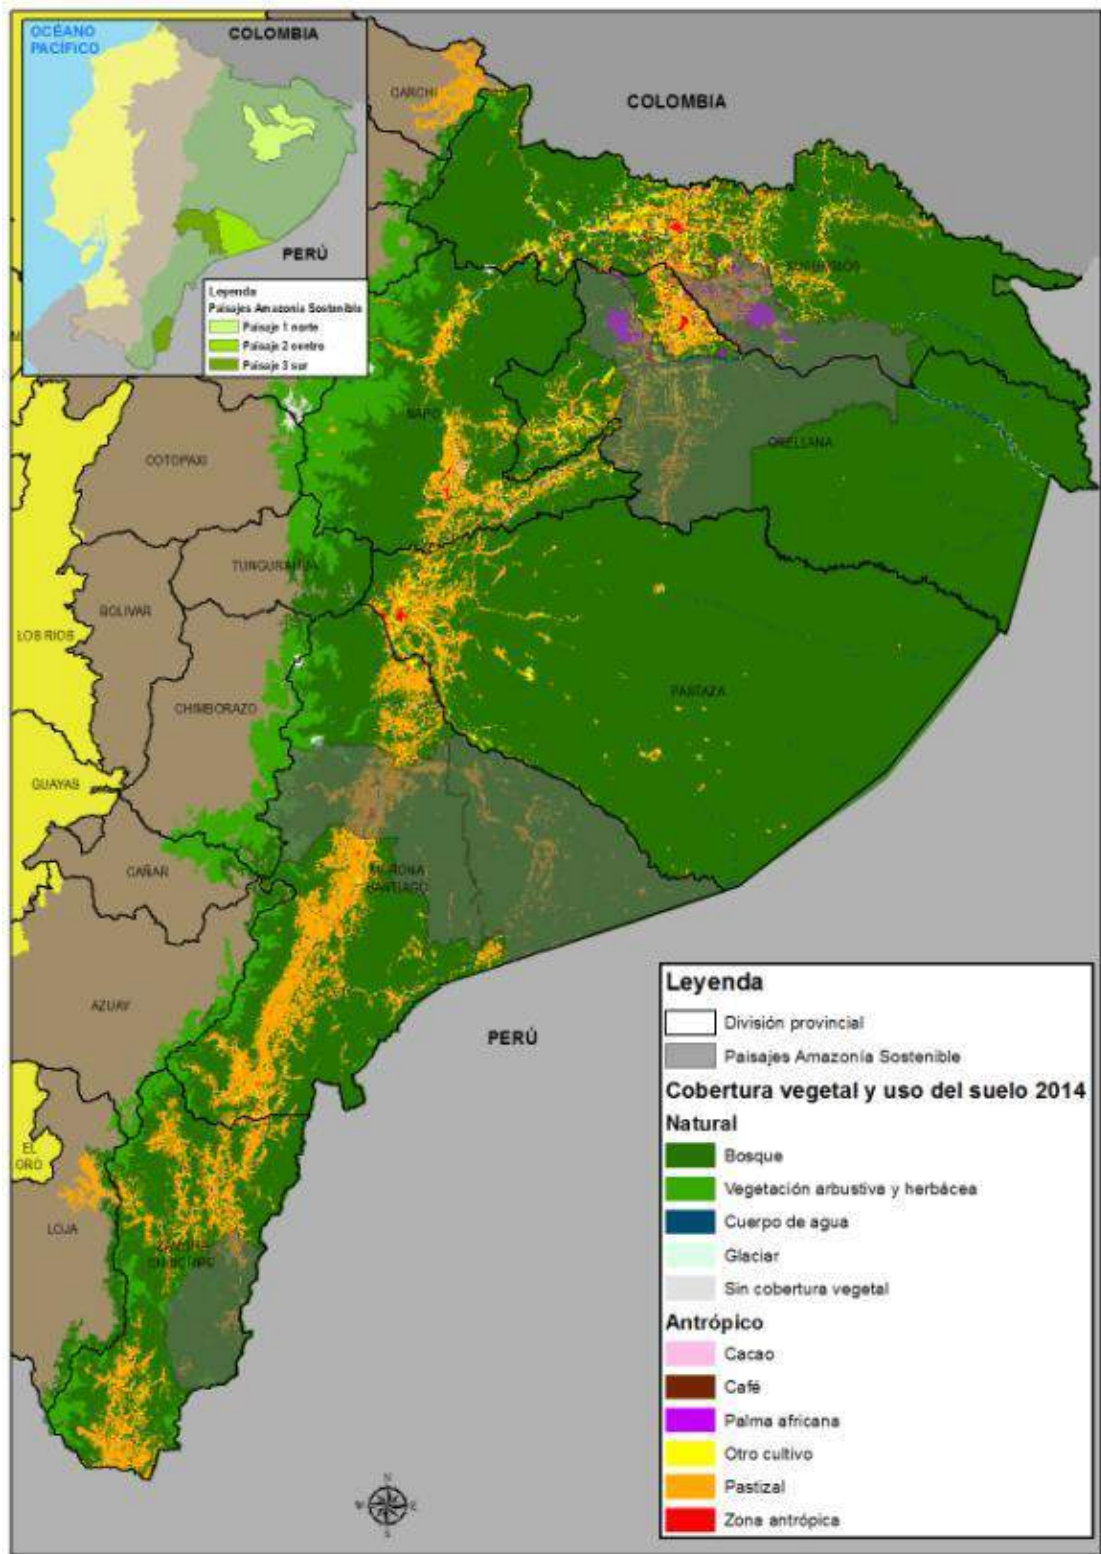 OCÉANO
PACÍFICO
COLOMBIA
PERÚ
Leyenda
Paisajes Amazonía Sostenible
Paisaje 1 norte
Paisaje 2 centro
Paisaje 3 sur
CARCHI
COLOMBIA
NAPO
ORELLANA
COTOPAXI
TUNGURAHUA
BOLIVAR
LOS RIOS
CHIMBORAZO
PASTAZA
GUAYAS
CAÑAR
MORONA
SANTIAGO
AZUAY
PERÚ
EL
ORO
LOJA
Leyenda
División provincial
Paisajes Amazonía Sostenible
Cobertura vegetal y uso del suelo 2014
Natural
Bosque
Vegetación arbustiva y herbácea
Cuerpo de agua
Glaciar
Sin cobertura vegetal
Antrópico
Cacao
Café
Palma africana
Otro cultivo
Pastizal
Zona antrópica
N
S